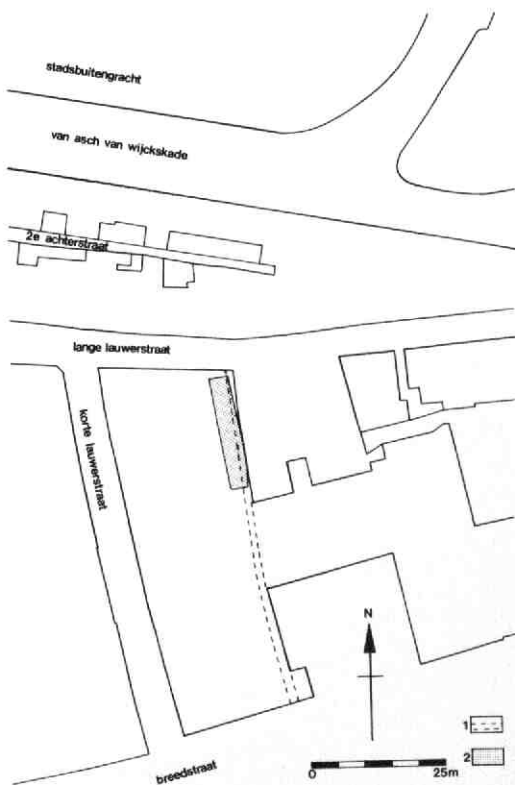 stadsbuitengracht
van asch van wijckskade
2e achterstraat
lange lauwerstraat
korte lauwerstraat
N
1
2
breedstraat
0
25m